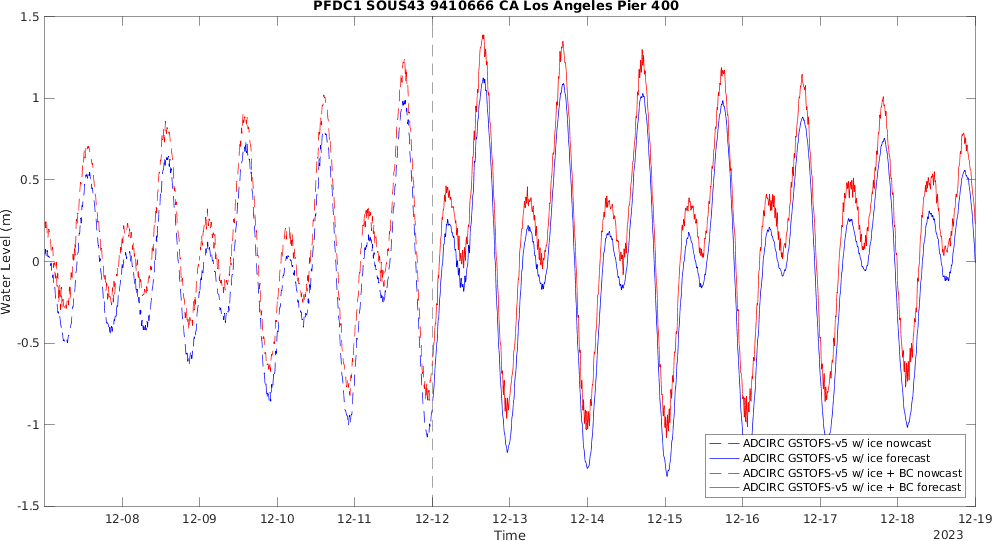 PFDC1 SOUS43 9410666 CA Los Angeles Pier 400
Water Level (m)
1.5
1
0.5
0
-0.5
-1
-1.5
12-08 12-09 12-10 12-11 12-12 12-13 12-14 12-15 12-16 12-17 12-18 12-19
Time
2023
ADCIRC GSTOFS-v5 w/ ice nowcast
ADCIRC GSTOFS-v5 w/ ice forecast
ADCIRC GSTOFS-v5 w/ ice + BC nowcast
ADCIRC GSTOFS-v5 w/ ice + BC forecast